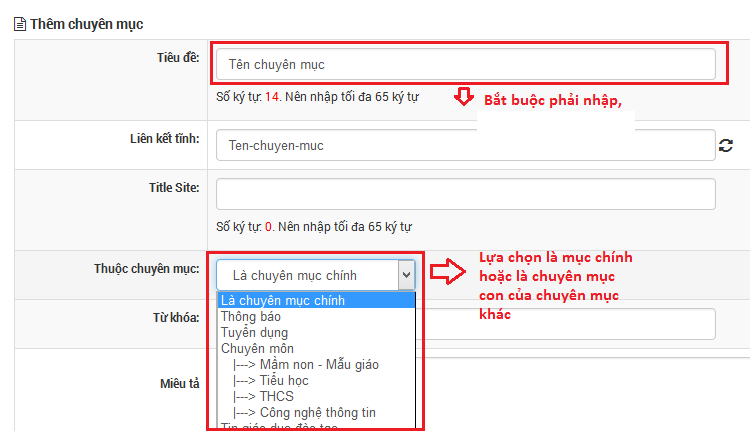 Thêm chuyên mục
Tiêu đề:
Tên chuyên mục
Số ký tự: 14. Nên nhập tối đa 65 ký tự
Bắt buộc phải nhập,
Liên kết tĩnh:
Ten-chuyen-muc
Title Site:
Số ký tự: 0. Nên nhập tối đa 65 ký tự
Thuộc chuyên mục:
Là chuyên mục chính
Lựa chọn là mục chính
hoặc là chuyên mục
con của chuyên mục
khác
Là chuyên mục chính
Thông báo
Từ khóa:
Tuyển dụng
Chuyên môn
|---> Mầm non - Mẫu giáo
Miêu tả
|---> Tiểu học
|---> THCS
|---> Công nghệ thông tin